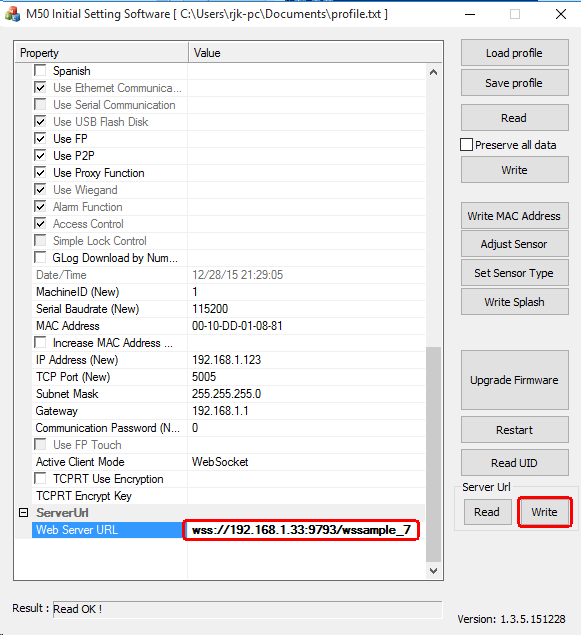 M50 Initial Setting Software [ C:\Users\rjk-pc\Documents\profile.txt ]
Property Value
Spanish
Use Ethernet Communica...
Use Serial Communication
Use USB Flash Disk
Use FP
Use P2P
Use Proxy Function
Use Wiegand
Alarm Function
Access Control
Simple Lock Control
GLog Download by Num...
Date/Time 12/28/15 21:29:05
MachineID (New) 1
Serial Baudrate (New) 115200
MAC Address 00-10-DD-01-08-81
Increase MAC Address ...
IP Address (New) 192.168.1.123
TCP Port (New) 5005
Subnet Mask 255.255.255.0
Gateway 192.168.1.1
Communication Password (N... 0
Use FP Touch
Active Client Mode WebSocket
TCPRT Use Encryption
TCPRT Encrypt Key
ServerUrl
Web Server URL wss://192.168.1.33:9793/wssample_7
Load profile
Save profile
Read
Preserve all data
Write
Write MAC Address
Adjust Sensor
Set Sensor Type
Write Splash
Upgrade Firmware
Restart
Read UID
Server Url
Read Write
Result : Read OK !
Version: 1.3.5.151228